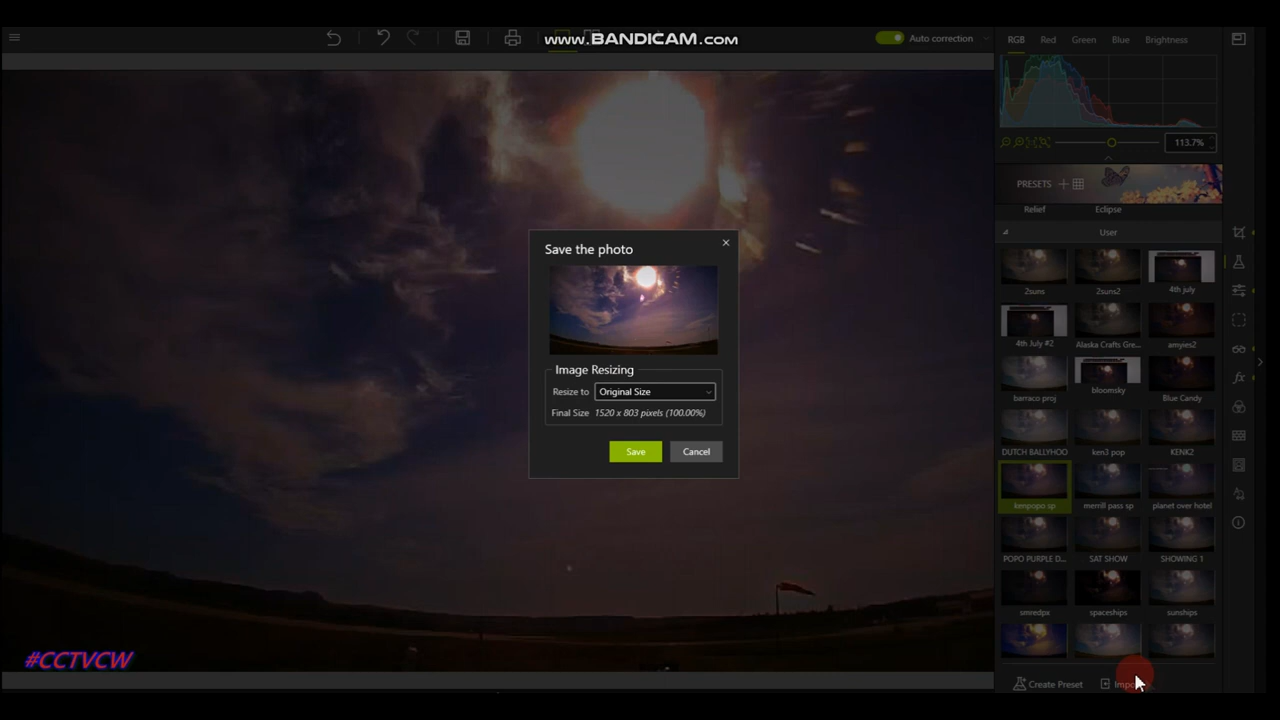 www.BANDICAM.com
Auto correction
RGB Red Green Blue Brightness
113.7%
PRESETS
Relief Eclipse
User
2suns 2suns2 4th july
4th July #2 Alaska Crafts Gre... amyies2
barraco proj bloomsky Blue Candy
DUTCH BALLYHOO ken3 pop KENK2
kenpopo sp merrill pass sp planet over hotel
POPO PURPLE D... SAT SHOW SHOWING 1
smredpx spaceships sunships
Create Preset
Save the photo
Image Resizing
Resize to Original Size
Final Size 1520 x 803 pixels (100.00%)
Save Cancel
#CCTVCW